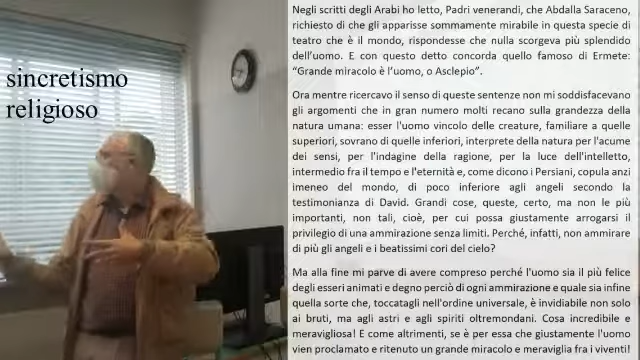 sincretismo
religioso
Negli scritti degli Arabi ho letto, Padri venerandi, che Abdalla Saraceno,
richiesto di che gli apparisse sommamente mirabile in questa specie di
teatro che è il mondo, rispondesse che nulla scorgeva più splendido
dell'uomo. E con questo detto concorda quello famoso di Ermete:
"Grande miracolo è l'uomo, o Asclepio".
Ora mentre ricercavo il senso di queste sentenze non mi soddisfacevano
gli argomenti che in gran numero molti recano sulla grandezza della
natura umana: esser l'uomo vincolo delle creature, familiare a quelle
superiori, sovrano di quelle inferiori, interprete della natura per l'acume
dei sensi, per l'indagine della ragione, per la luce dell'intelletto,
intermedio fra il tempo e l'eternità e, come dicono i Persiani, copula anzi
imeneo del mondo, di poco inferiore agli angeli secondo la
testimonianza di David. Grandi cose, queste, certo, ma non le più
importanti, non tali, cioè, per cui possa giustamente arrogarsi il
privilegio di una ammirazione senza limiti. Perché, infatti, non ammirare
di più gli angeli e i beatissimi cori del cielo?
Ma alla fine mi parve di avere compreso perché l'uomo sia il più felice
degli esseri animati e degno perciò di ogni ammirazione e quale sia infine
quella sorte che, toccatagli nell'ordine universale, è invidiabile non solo
ai bruti, ma agli astri e agli spiriti oltremondani. Cosa incredibile e
meravigliosa! E come altrimenti, se è per essa che giustamente l'uomo
vien proclamato e ritenuto un grande miracolo e meraviglia fra i viventi!